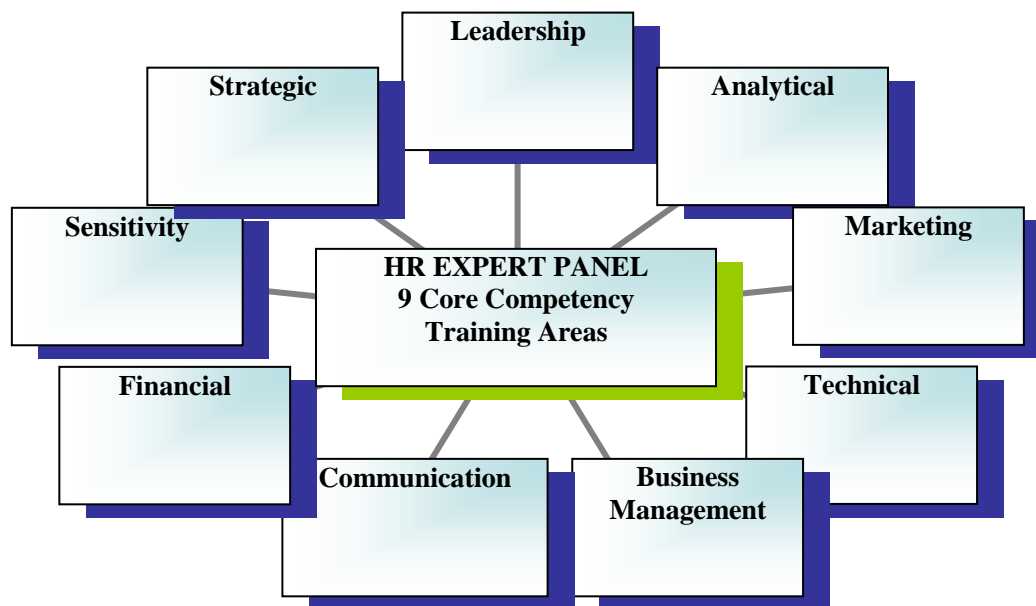 Leadership
Strategic
Analytical
Sensitivity
Marketing
HR EXPERT PANEL
9 Core Competency
Training Areas
Financial
Technical
Communication
Business
Management